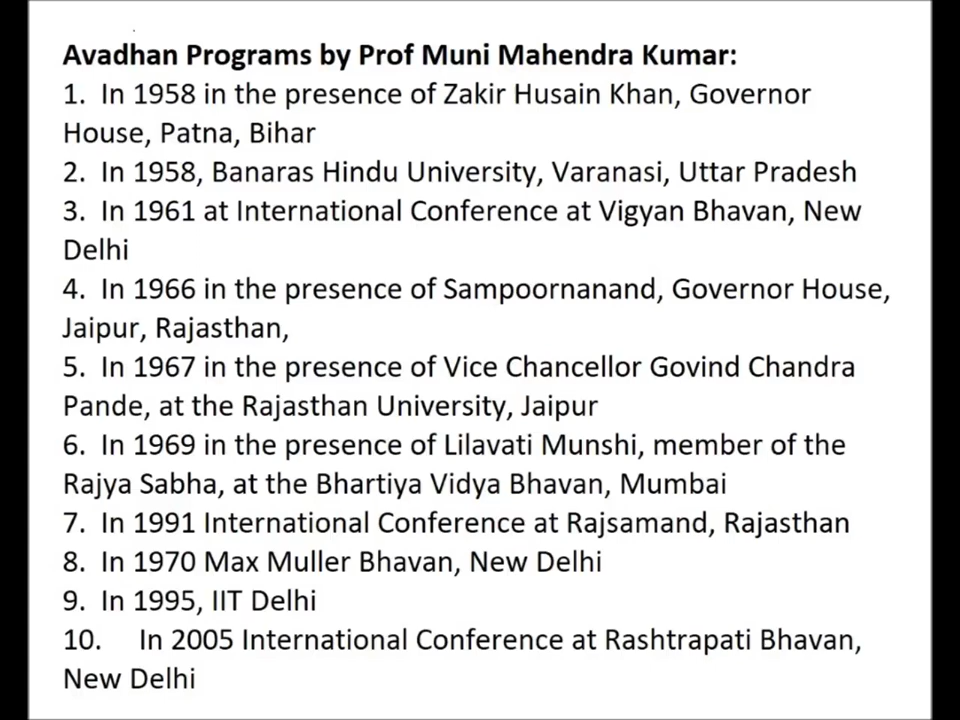 Avadhan Programs by Prof Muni Mahendra Kumar:
1. In 1958 in the presence of Zakir Husain Khan, Governor
House, Patna, Bihar
2. In 1958, Banaras Hindu University, Varanasi, Uttar Pradesh
3. In 1961 at International Conference at Vigyan Bhavan, New
Delhi
4. In 1966 in the presence of Sampoornanand, Governor House,
Jaipur, Rajasthan,
5. In 1967 in the presence of Vice Chancellor Govind Chandra
Pande, at the Rajasthan University, Jaipur
6. In 1969 in the presence of Lilavati Munshi, member of the
Rajya Sabha, at the Bhartiya Vidya Bhavan, Mumbai
7. In 1991 International Conference at Rajsamand, Rajasthan
8. In 1970 Max Muller Bhavan, New Delhi
9. In 1995, IIT Delhi
10. In 2005 International Conference at Rashtrapati Bhavan,
New Delhi